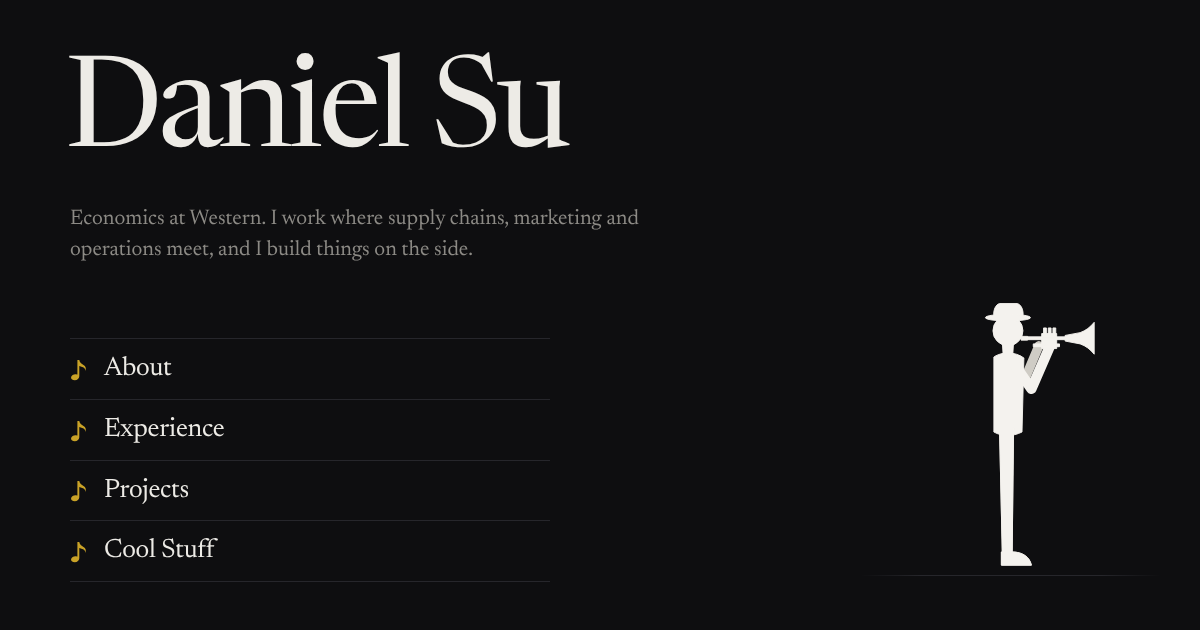 Daniel Su
Economics at Western. I work where supply chains, marketing and
operations meet, and I build things on the side.
About
Experience
Projects
Cool Stuff